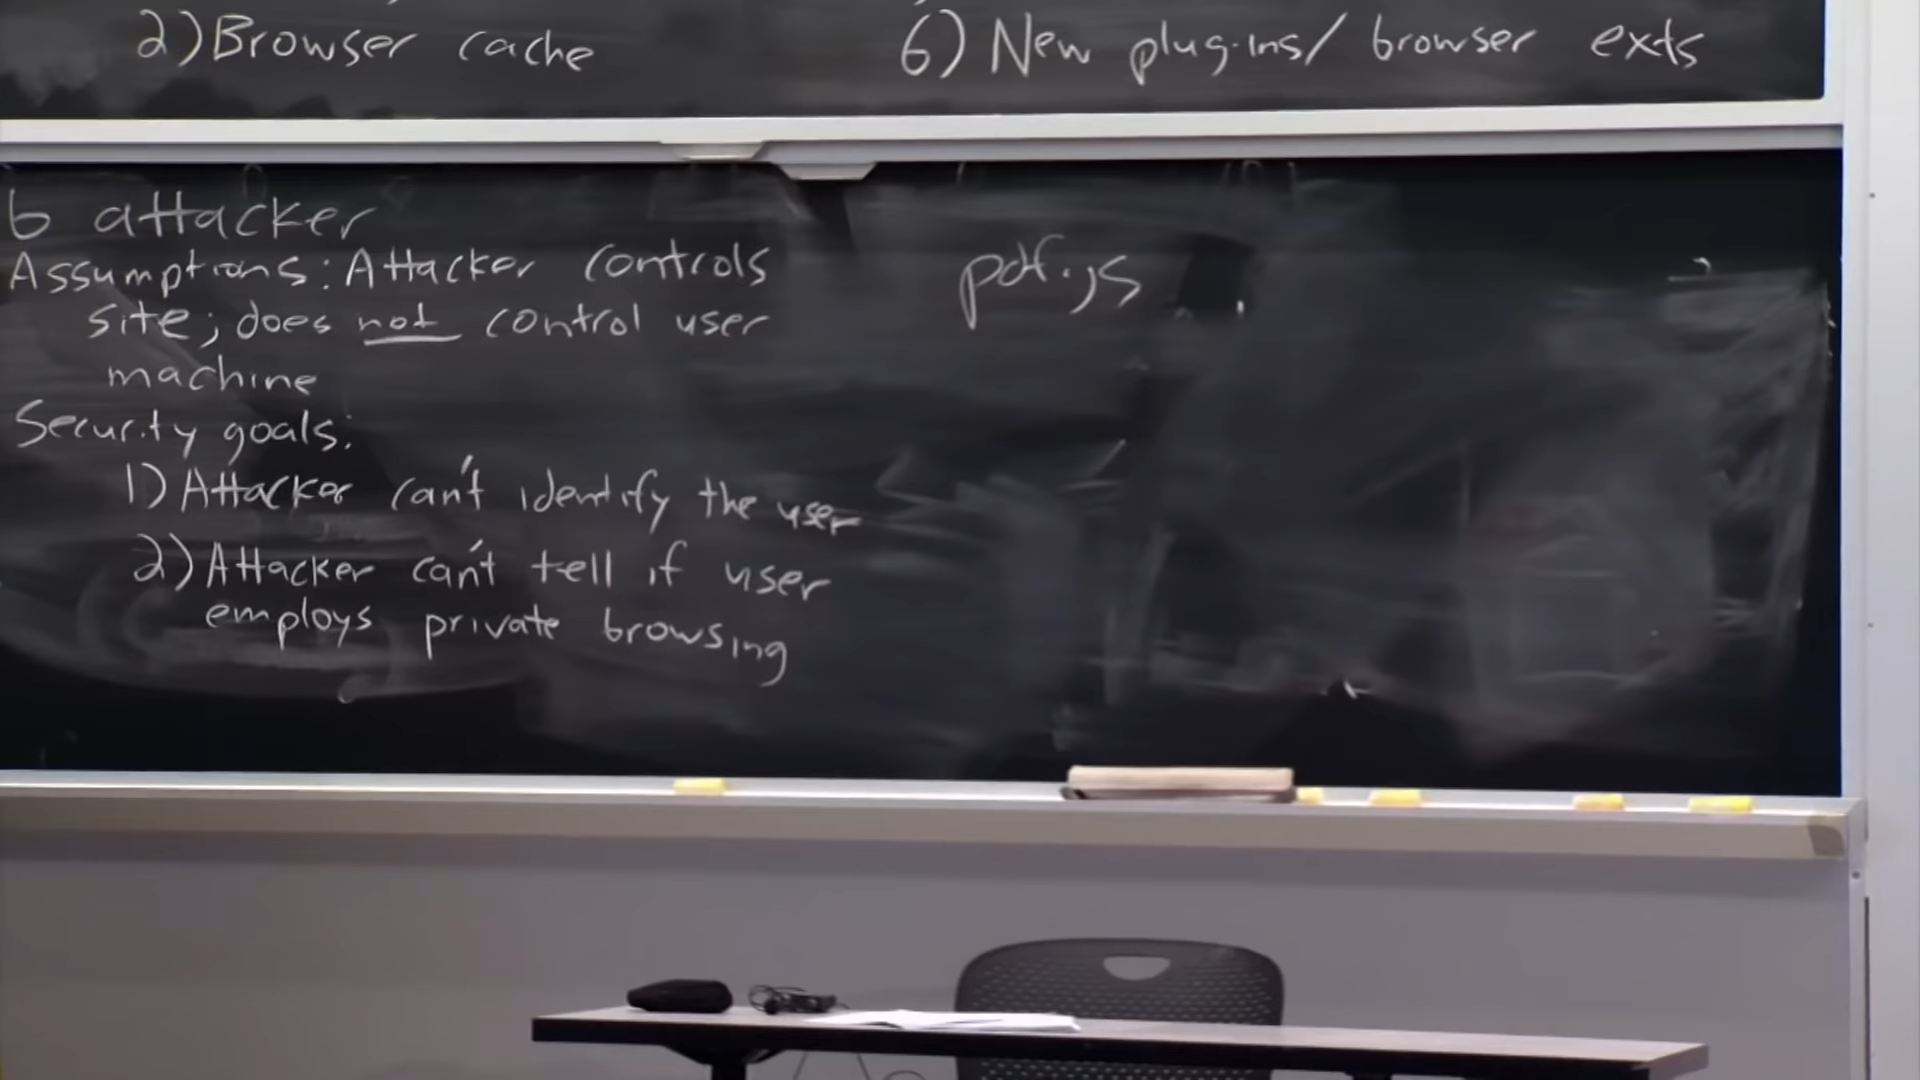 2) Browser cache
6) New plug-ins/ browser exts
b attacker
Assumptions: Attacker controls
site; does not control user
machine
Security goals:
1) Attacker can't identify the user
2) Attacker can't tell if user
employs private browsing
pdf.js